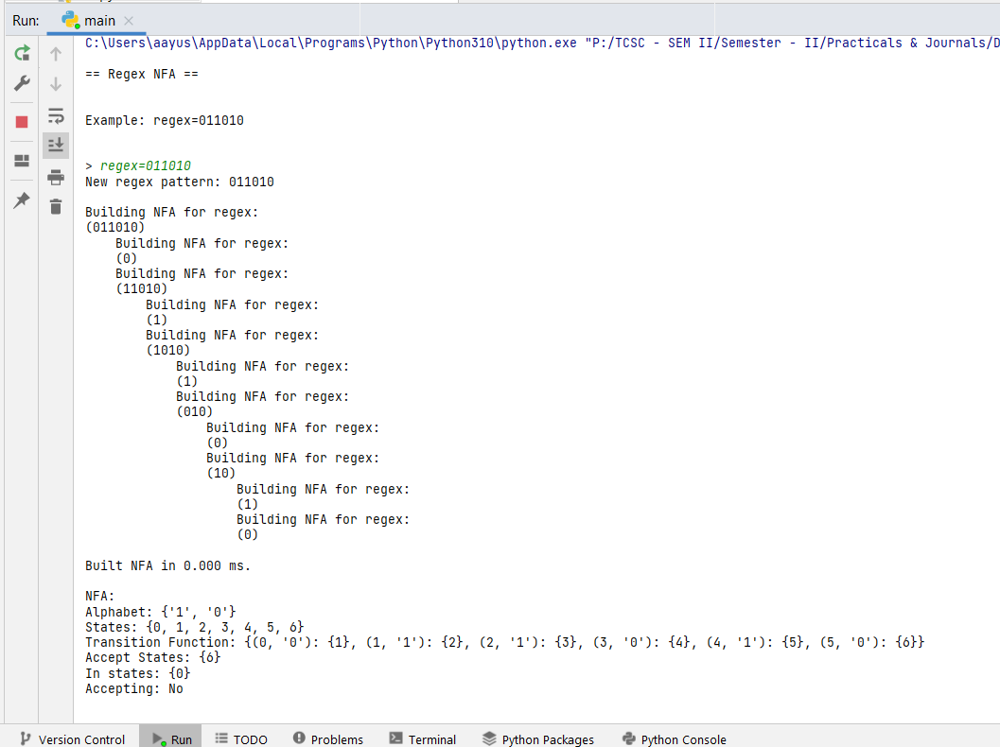 Run: main
C:\Users\aayus\AppData\Local\Programs\Python\Python310\python.exe "P:/TCSC - SEM II/Semester - II/Practicals & Journals/D
== Regex NFA ==
Example: regex=011010
> regex=011010
New regex pattern: 011010
Building NFA for regex:
(011010)
Building NFA for regex:
(0)
Building NFA for regex:
(11010)
Building NFA for regex:
(1)
Building NFA for regex:
(1010)
Building NFA for regex:
(1)
Building NFA for regex:
(010)
Building NFA for regex:
(0)
Building NFA for regex:
(10)
Building NFA for regex:
(1)
Building NFA for regex:
(0)
Built NFA in 0.000 ms.
NFA:
Alphabet: {'1', '0'}
States: {0, 1, 2, 3, 4, 5, 6}
Transition Function: {(0, '0'): {1}, (1, '1'): {2}, (2, '1'): {3}, (3, '0'): {4}, (4, '1'): {5}, (5, '0'): {6}}
Accept States: {6}
In states: {0}
Accepting: No
Version Control Run TODO Problems Terminal Python Packages Python Console